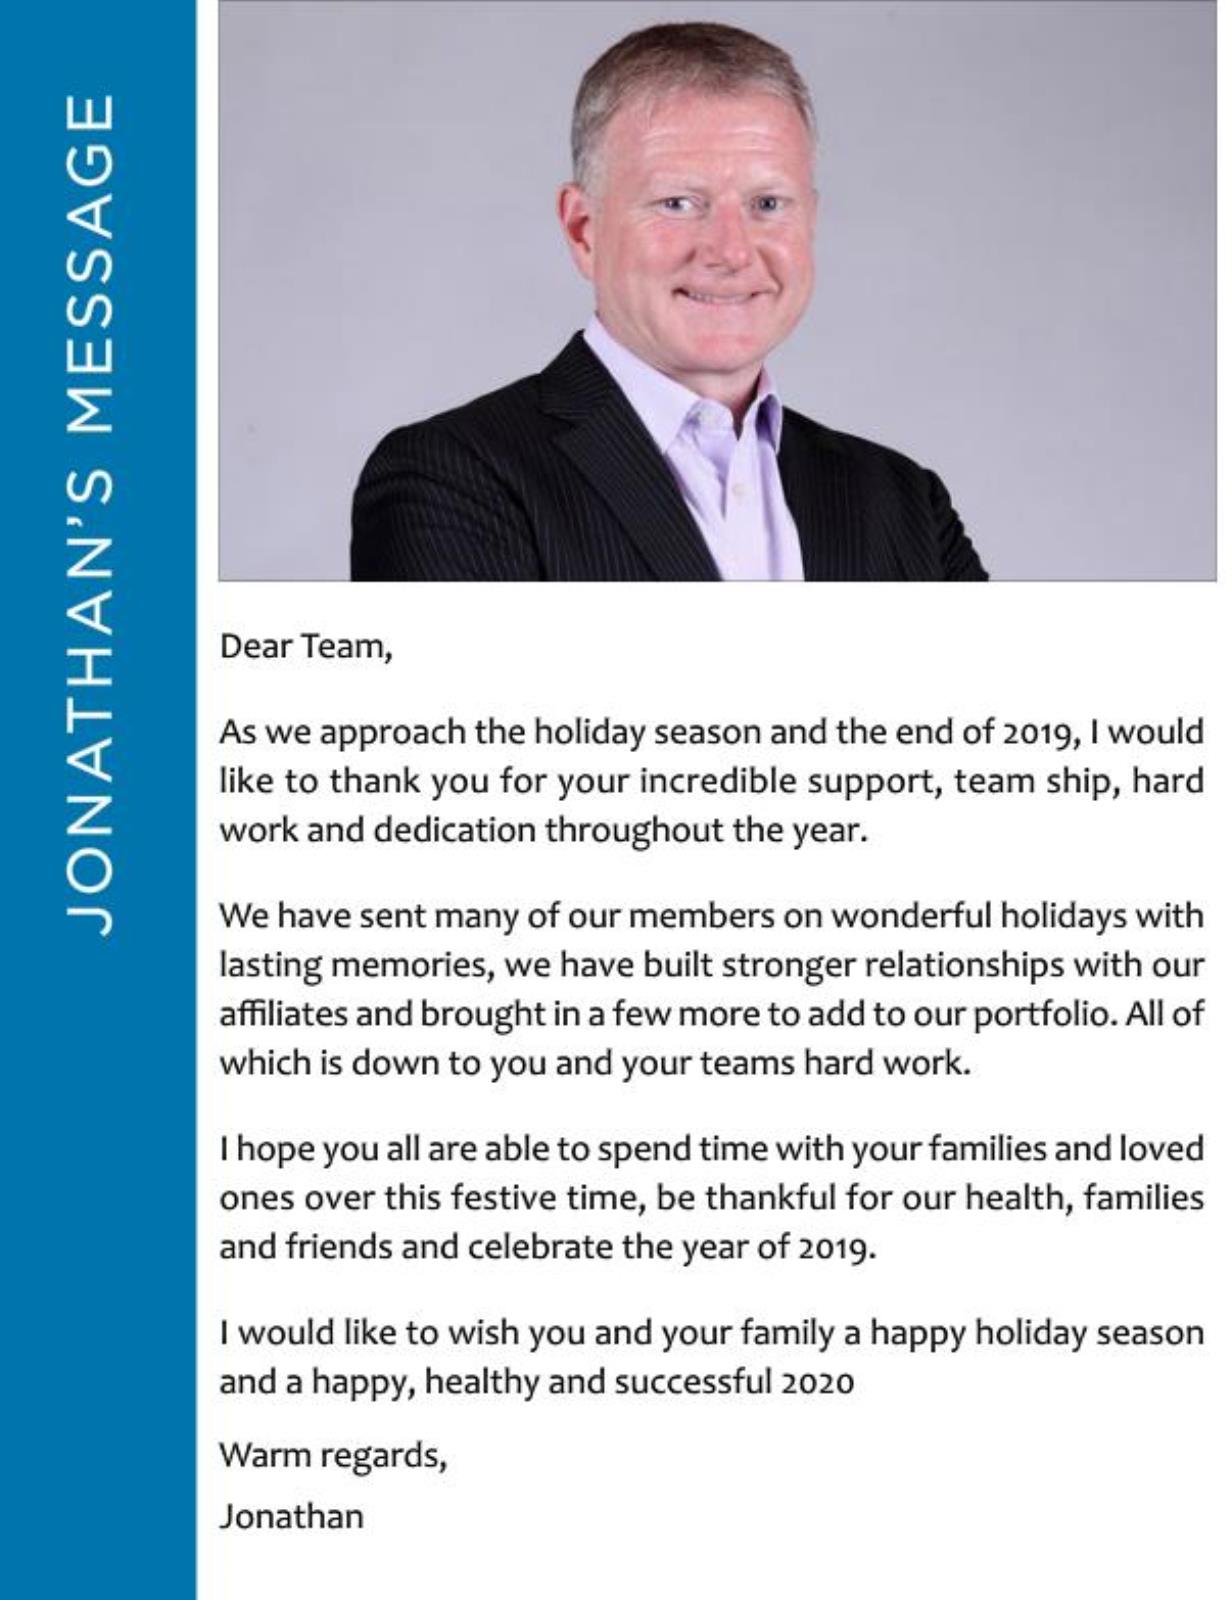 JONATHAN'S MESSAGE
Dear Team,
As we approach the holiday season and the end of 2019, I would
like to thank you for your incredible support, team ship, hard
work and dedication throughout the year.
We have sent many of our members on wonderful holidays with
lasting memories, we have built stronger relationships with our
affiliates and brought in a few more to add to our portfolio. All of
which is down to you and your teams hard work.
I hope you all are able to spend time with your families and loved
ones over this festive time, be thankful for our health, families
and friends and celebrate the year of 2019.
I would like to wish you and your family a happy holiday season
and a happy, healthy and successful 2020
Warm regards,
Jonathan